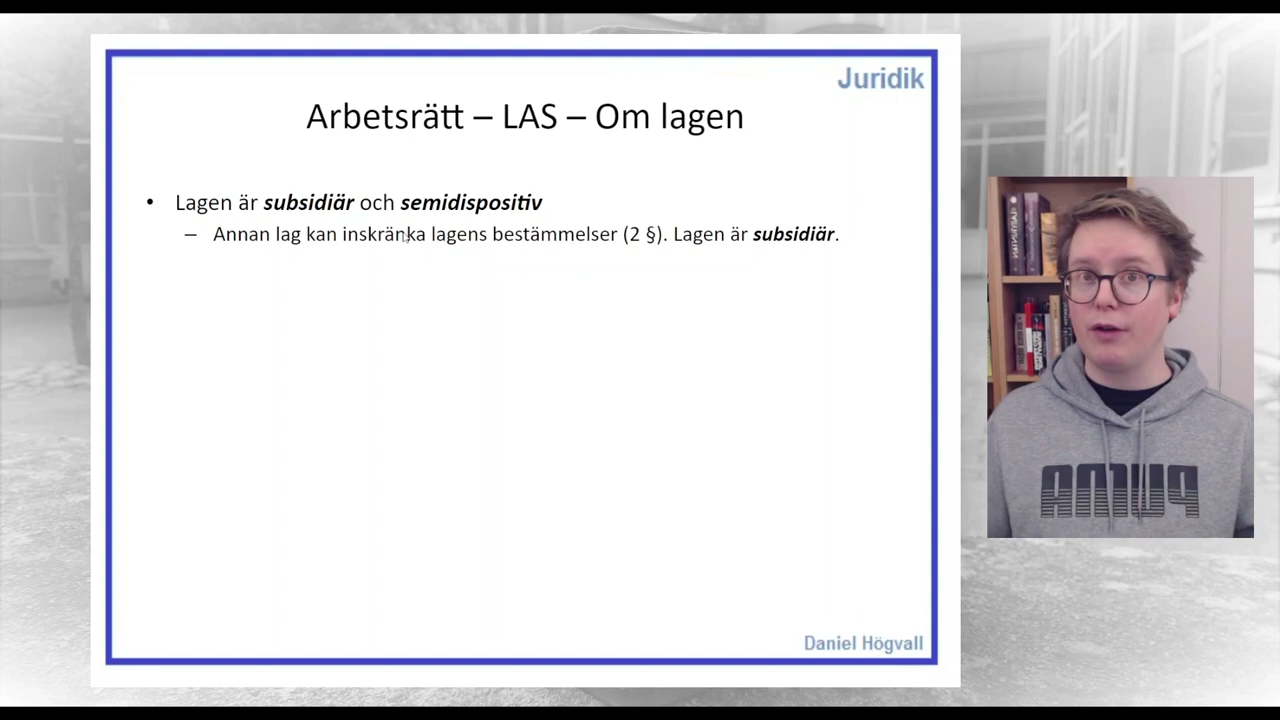 Juridik
Arbetsrätt – LAS – Om lagen
• Lagen är subsidiär och semidispositiv
– Annan lag kan inskränka lagens bestämmelser (2 §). Lagen är subsidiär.
Daniel Högvall